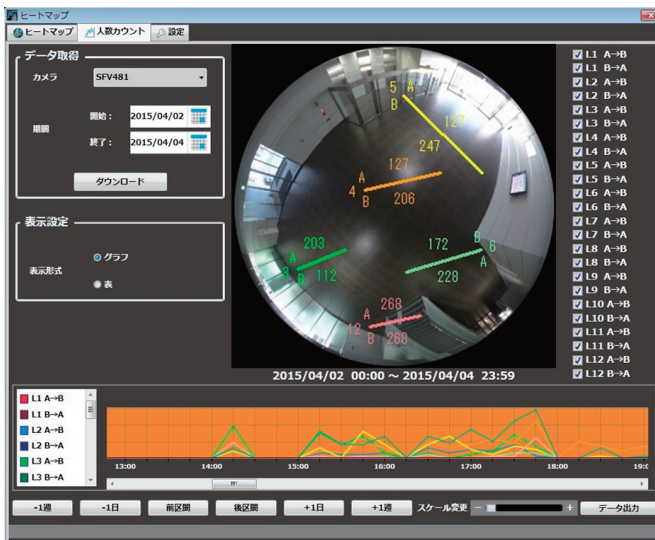 ヒートマップ
ヒートマップ 人数カウント 設定
データ取得
カメラ SFV481
期間
開始： 2015/04/02
終了： 2015/04/04
ダウンロード
表示設定
表示形式
グラフ
表
5 A
B
127
247
127
A
4
B 206
203
A
3 B 112
172 B 6
A
228
268
A
12 B 268
2015/04/02 00:00 ～ 2015/04/04 23:59
L1 A→B
L1 B→A
L2 A→B
L2 B→A
L3 A→B
L3 B→A
L4 A→B
L4 B→A
L5 A→B
L5 B→A
L6 A→B
L6 B→A
L7 A→B
L7 B→A
L8 A→B
L8 B→A
L9 A→B
L9 B→A
L10 A→B
L10 B→A
L11 A→B
L11 B→A
L12 A→B
L12 B→A
L1 A→B
L1 B→A
L2 A→B
L2 B→A
L3 A→B
L3 B→A
13:00 14:00 15:00 16:00 17:00 18:00 19:0
-1週 -1日 前区間 後区間 +1日 +1週 スケール変更 - + データ出力